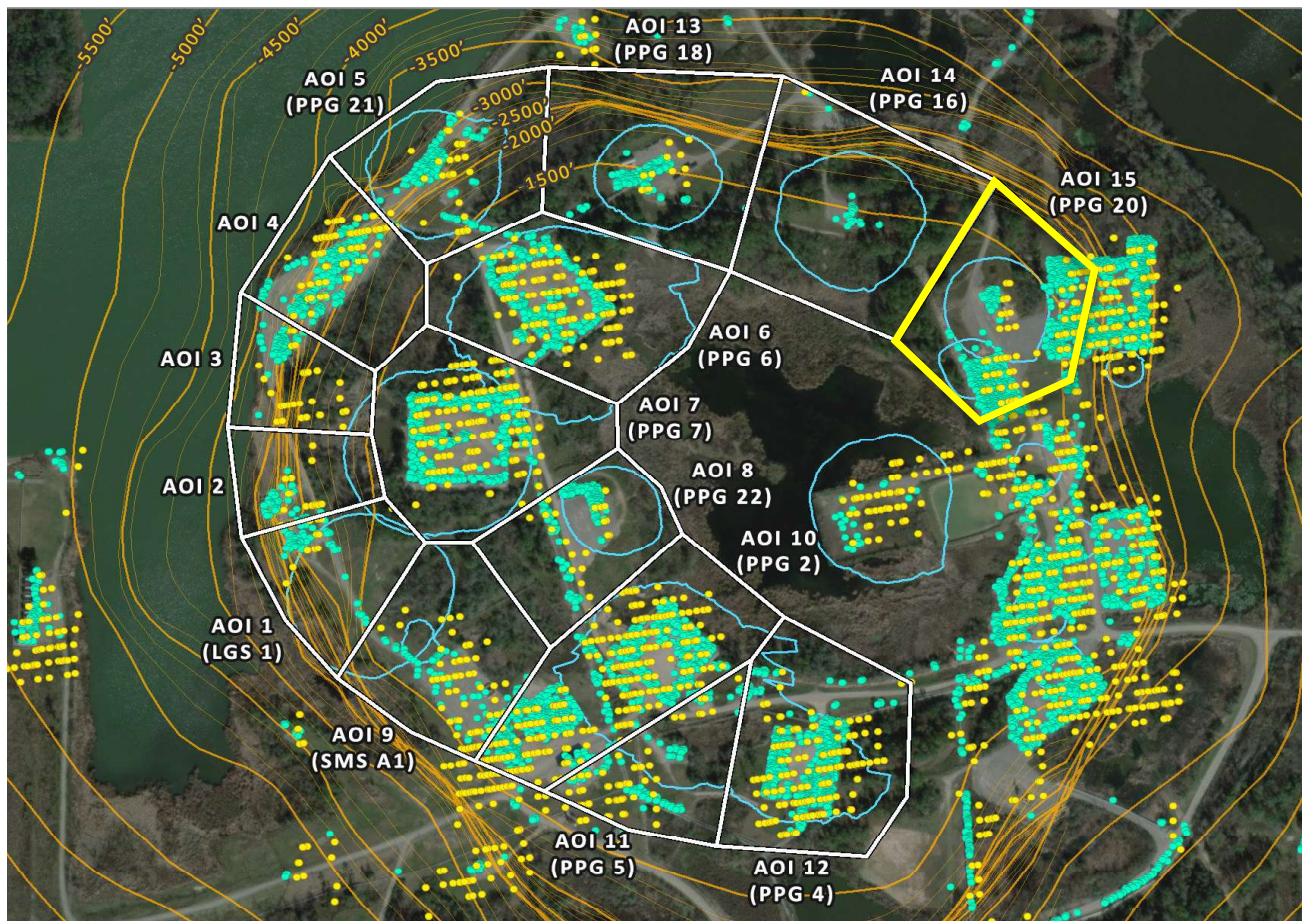 -5500'
-5000'
-4500'
-4000'
-3500'
-3000'
-2500'
-2000'
-1500'
AOI 13
(PPG 18)
AOI 14
(PPG 16)
AOI 5
(PPG 21)
AOI 15
(PPG 20)
AOI 4
AOI 3
AOI 6
(PPG 6)
AOI 7
(PPG 7)
AOI 2
AOI 8
(PPG 22)
AOI 10
(PPG 2)
AOI 1
(LGS 1)
AOI 9
(SMS A1)
AOI 11
(PPG 5)
AOI 12
(PPG 4)